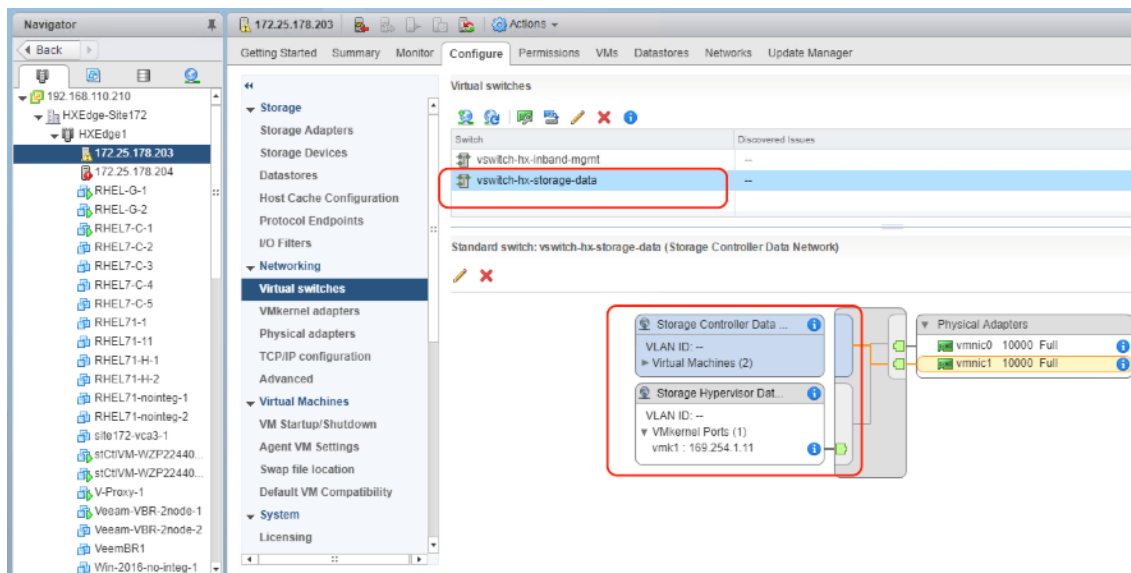 Navigator
Back
192.168.110.210
HXEdge-Site172
HXEdge1
172.25.178.203
172.25.178.204
RHEL-G-1
RHEL-G-2
RHEL7-C-1
RHEL7-C-2
RHEL7-C-3
RHEL7-C-4
RHEL7-C-5
RHEL71-1
RHEL71-11
RHEL71-H-1
RHEL71-H-2
RHEL71-nointeg-1
RHEL71-nointeg-2
site172-vca3-1
stCtlVM-WZP22440...
stCtlVM-WZP22440...
V-Proxy-1
Veeam-VBR-2node-1
Veeam-VBR-2node-2
VeemBR1
Win-2016-no-integ-1
172.25.178.203 Actions
Getting Started Summary Monitor Configure Permissions VMs Datastores Networks Update Manager
Storage
Storage Adapters
Storage Devices
Datastores
Host Cache Configuration
Protocol Endpoints
I/O Filters
Networking
Virtual switches
VMkernel adapters
Physical adapters
TCP/IP configuration
Advanced
Virtual Machines
VM Startup/Shutdown
Agent VM Settings
Swap file location
Default VM Compatibility
System
Licensing
Virtual switches
Switch Discovered Issues
vswitch-hx-inband-mgmt --
vswitch-hx-storage-data --
Standard switch: vswitch-hx-storage-data (Storage Controller Data Network)
Storage Controller Data ...
VLAN ID: --
Virtual Machines (2)
Storage Hypervisor Dat...
VLAN ID: --
VMkernel Ports (1)
vmk1 : 169.254.1.11
Physical Adapters
vmnic0 10000 Full
vmnic1 10000 Full